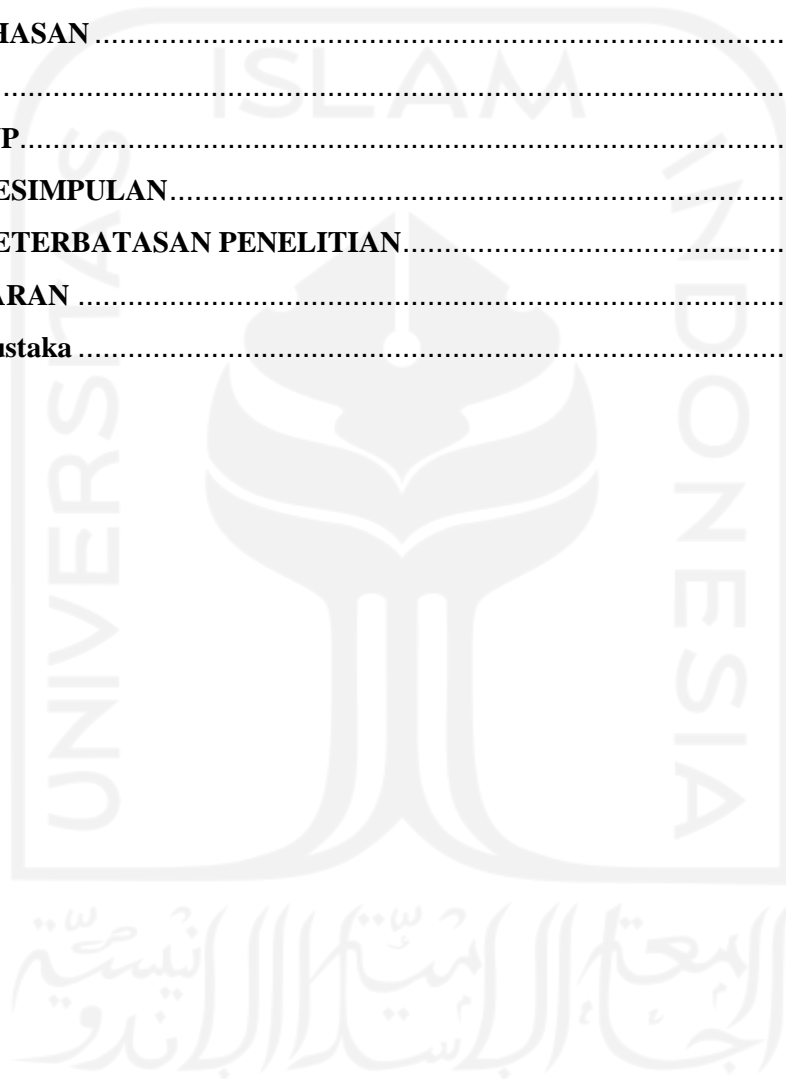 HASAN ........................................................................................
........................................................................................
P........................................................................................
ESIMPULAN........................................................................................
ETERBATASAN PENELITIAN........................................................
ARAN ........................................................................................
ustaka ........................................................................................
UNIVERSITAS
ISLAM
INDONESIA